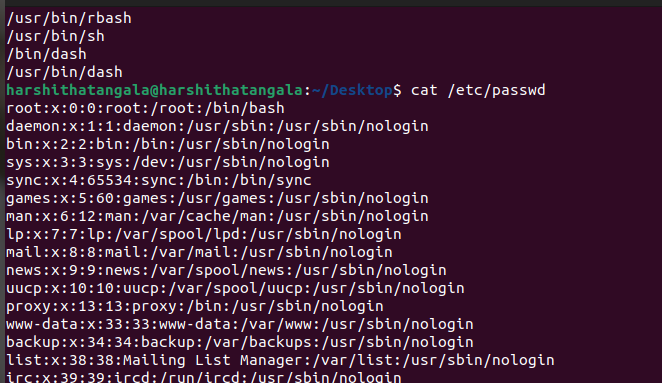 /usr/bin/rbash
/usr/bin/sh
/bin/dash
/usr/bin/dash
harshithatangala@harshithatangala:~/Desktop$ cat /etc/passwd
root:x:0:0:root:/root:/bin/bash
daemon:x:1:1:daemon:/usr/sbin:/usr/sbin/nologin
bin:x:2:2:bin:/bin:/usr/sbin/nologin
sys:x:3:3:sys:/dev:/usr/sbin/nologin
sync:x:4:65534:sync:/bin:/bin/sync
games:x:5:60:games:/usr/games:/usr/sbin/nologin
man:x:6:12:man:/var/cache/man:/usr/sbin/nologin
lp:x:7:7:lp:/var/spool/lpd:/usr/sbin/nologin
mail:x:8:8:mail:/var/mail:/usr/sbin/nologin
news:x:9:9:news:/var/spool/news:/usr/sbin/nologin
uucp:x:10:10:uucp:/var/spool/uucp:/usr/sbin/nologin
proxy:x:13:13:proxy:/bin:/usr/sbin/nologin
www-data:x:33:33:www-data:/var/www:/usr/sbin/nologin
backup:x:34:34:backup:/var/backups:/usr/sbin/nologin
list:x:38:38:Mailing List Manager:/var/list:/usr/sbin/nologin
irc:x:39:39:ircd:/run/ircd:/usr/sbin/nologin